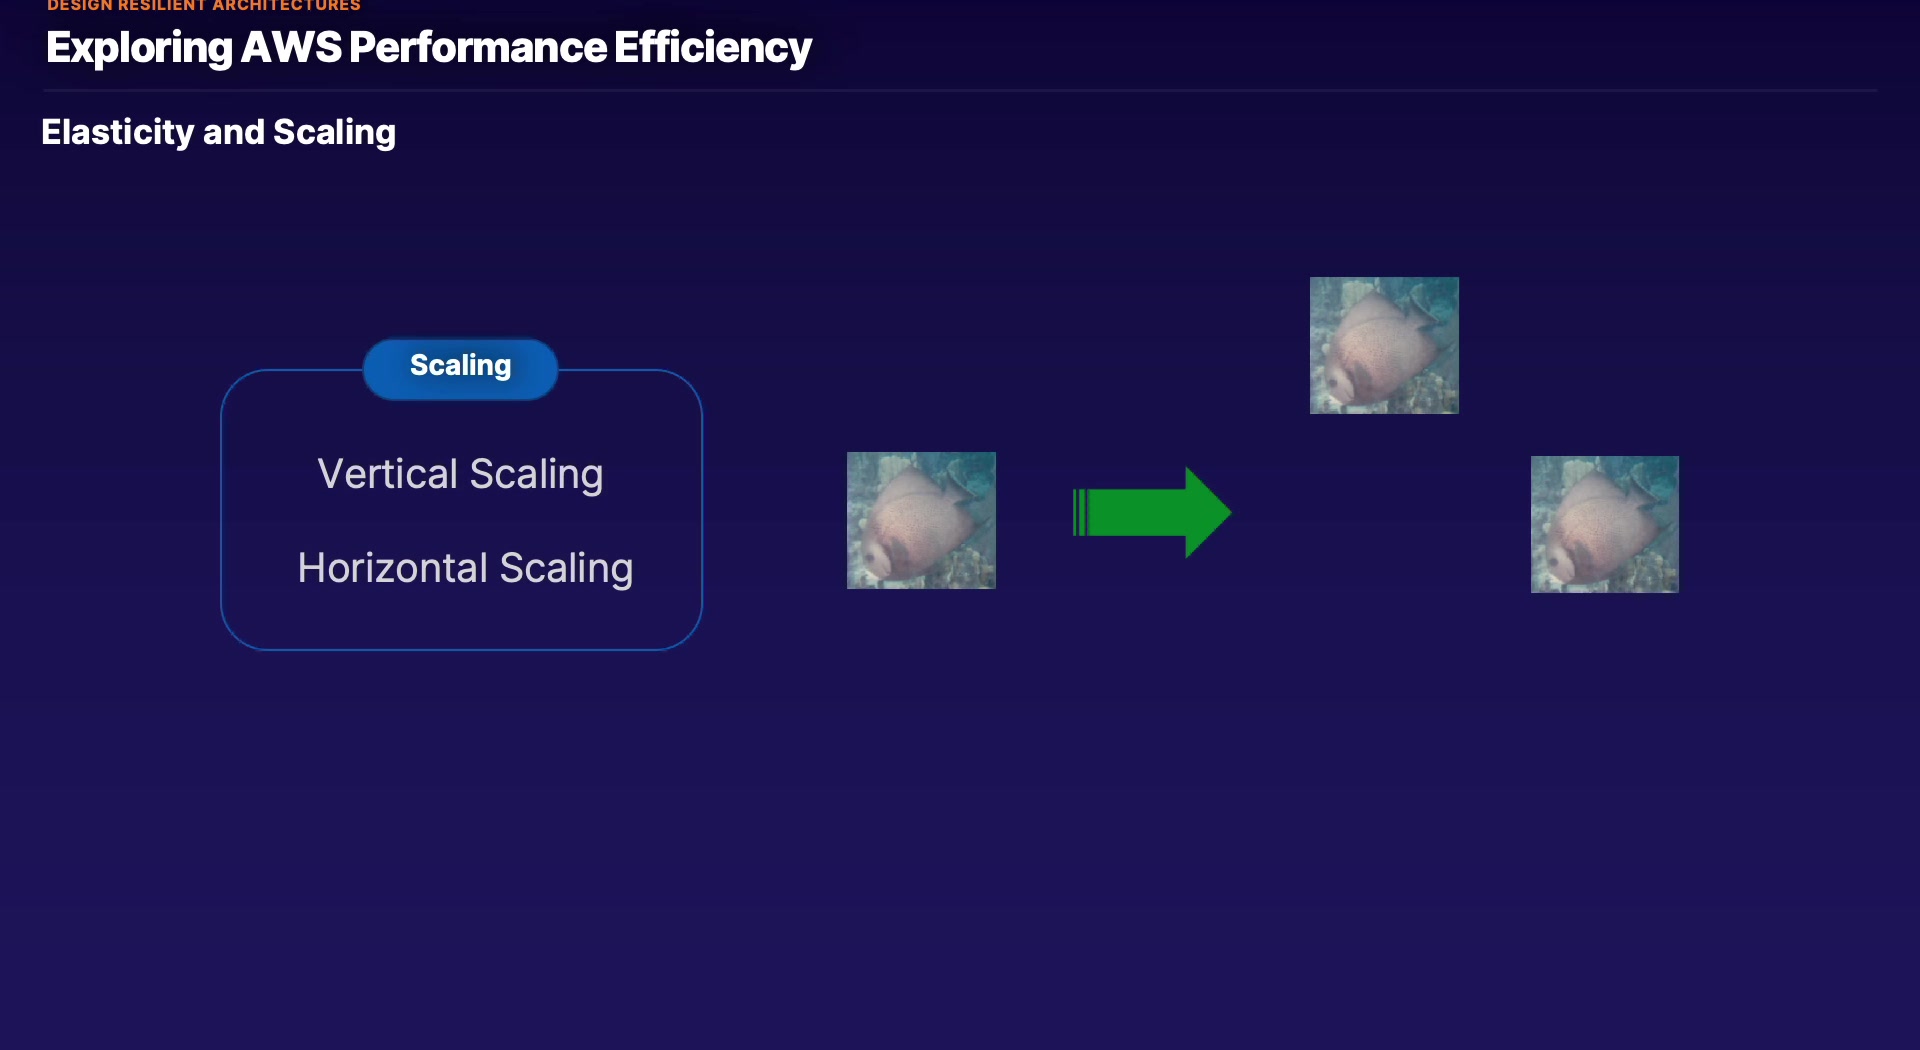 DESIGN RESILIENT ARCHITECTURES
Exploring AWS Performance Efficiency
Elasticity and Scaling
Scaling
Vertical Scaling
Horizontal Scaling